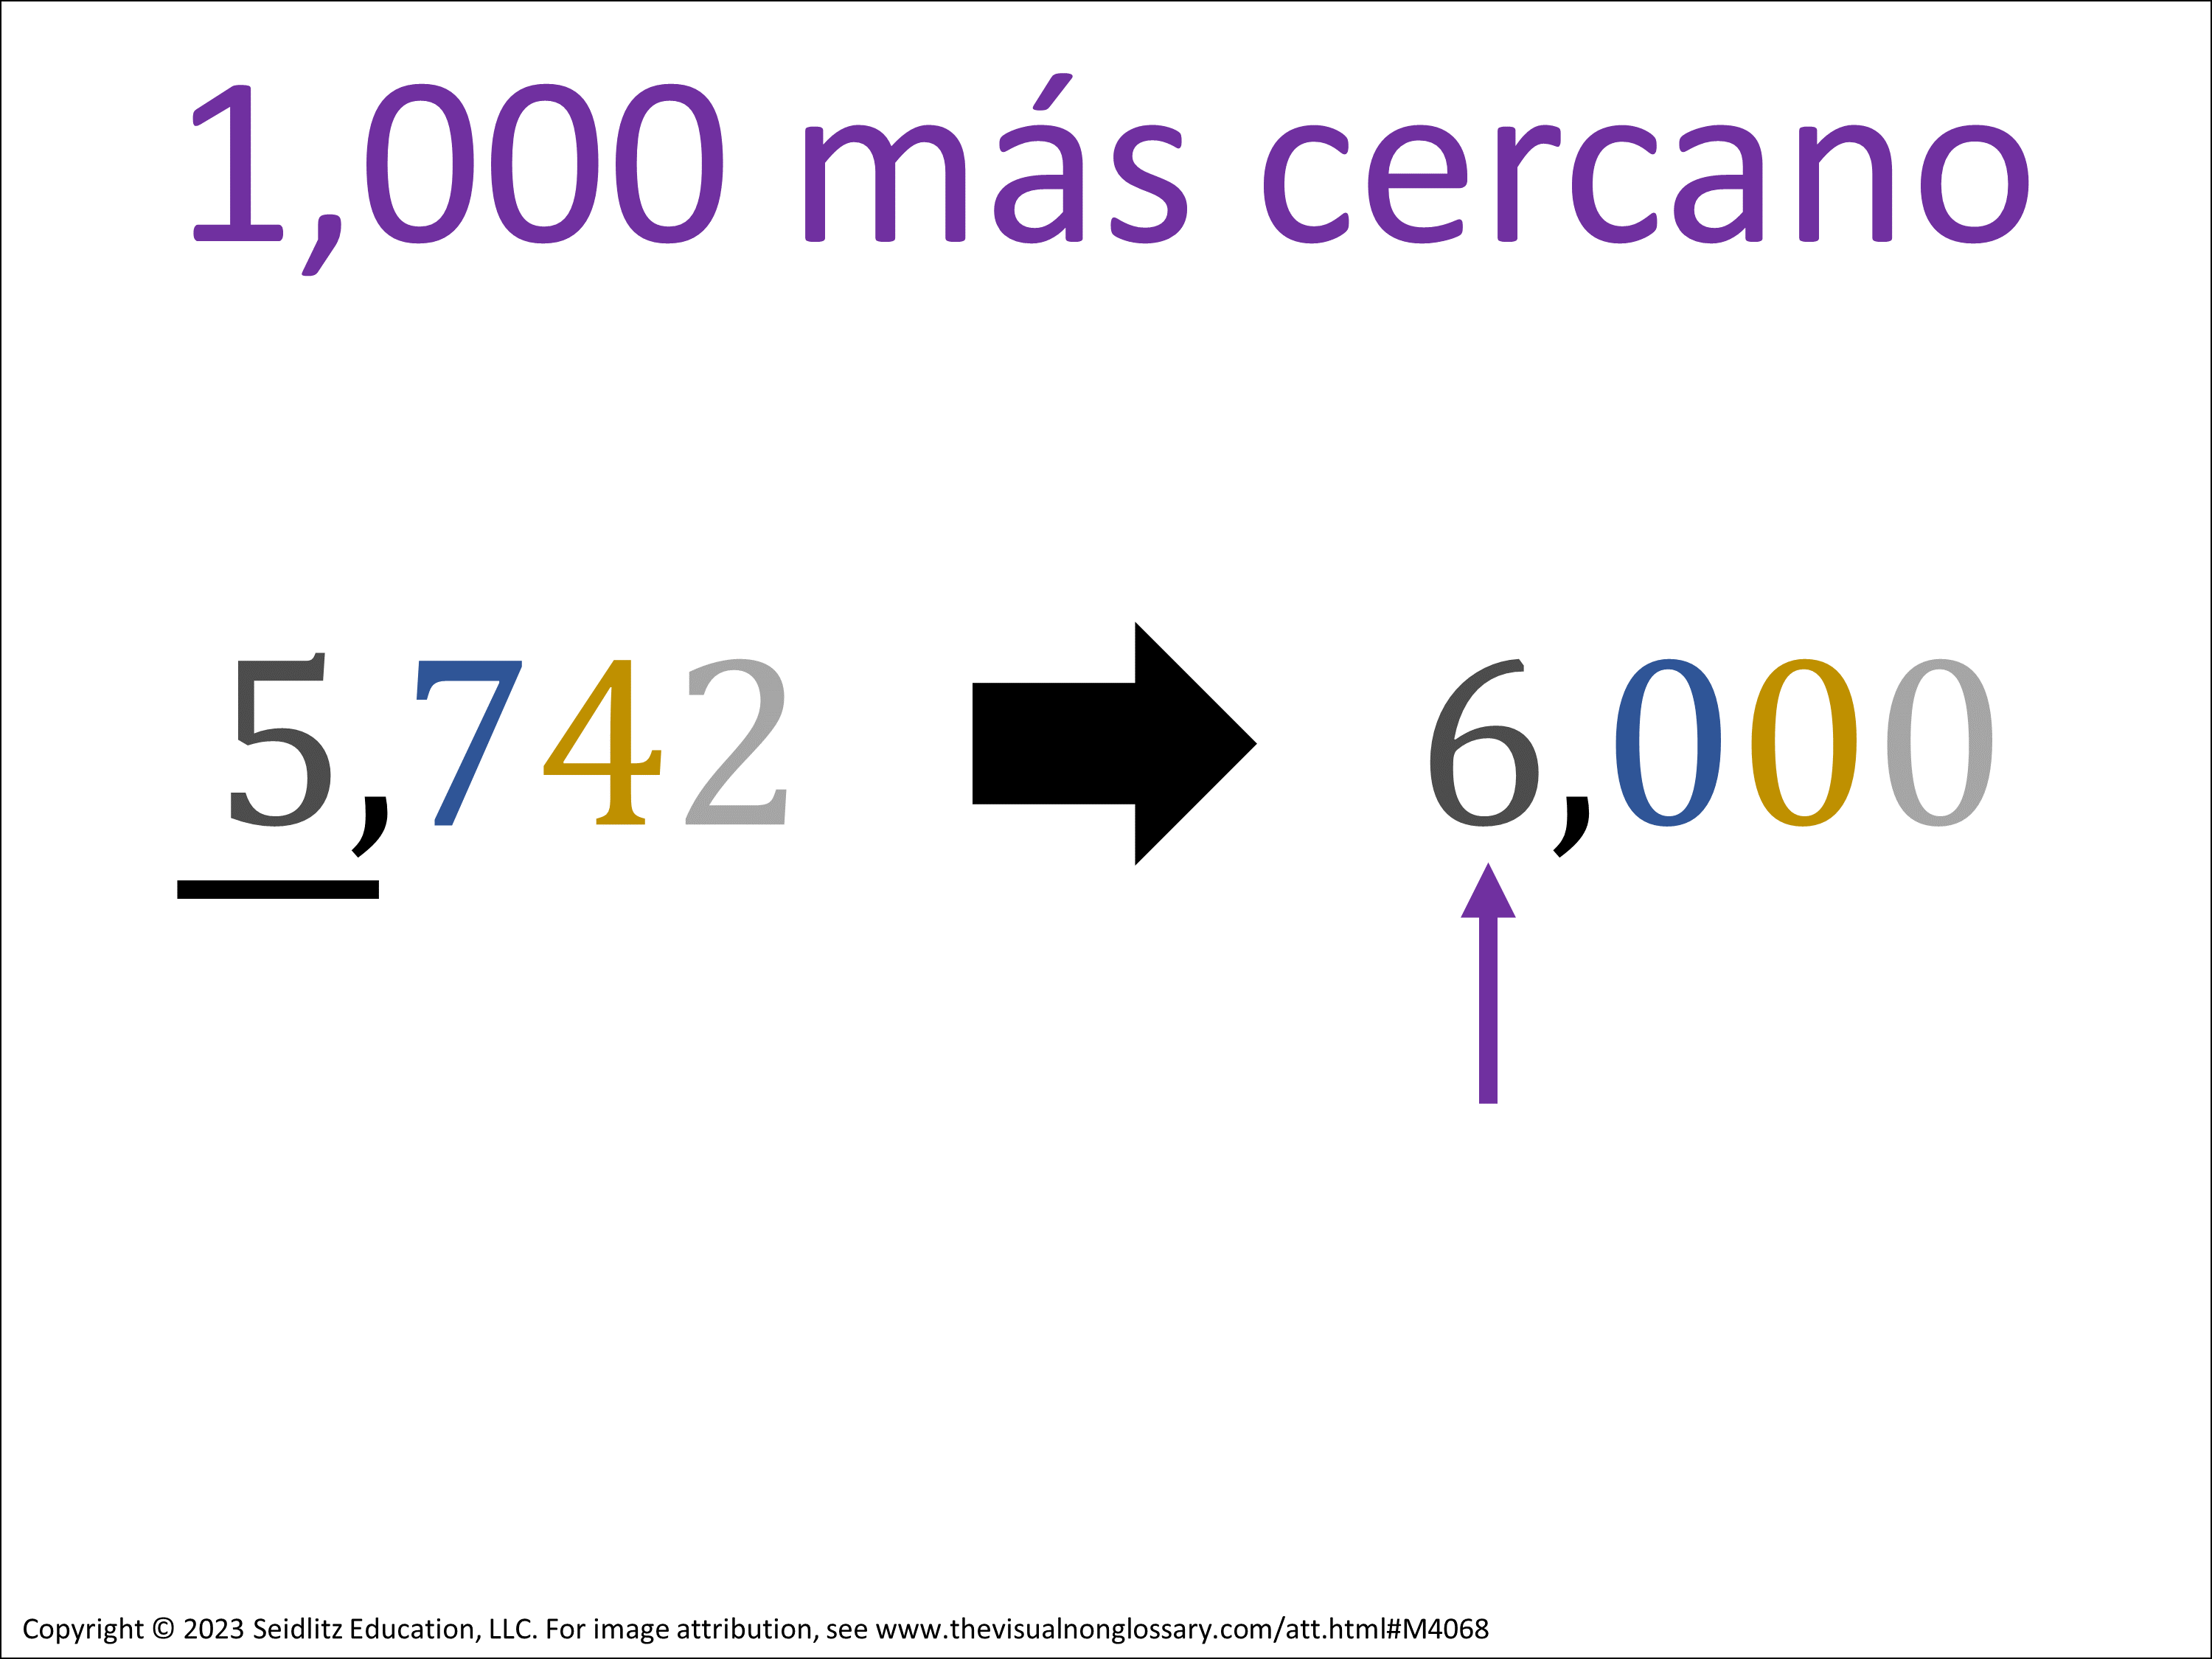 1,000 más cercano
5,742 6,000
Copyright © 2023 Seidlitz Education, LLC. For image attribution, see www.thevisualnonglossary.com/att.html#M4068